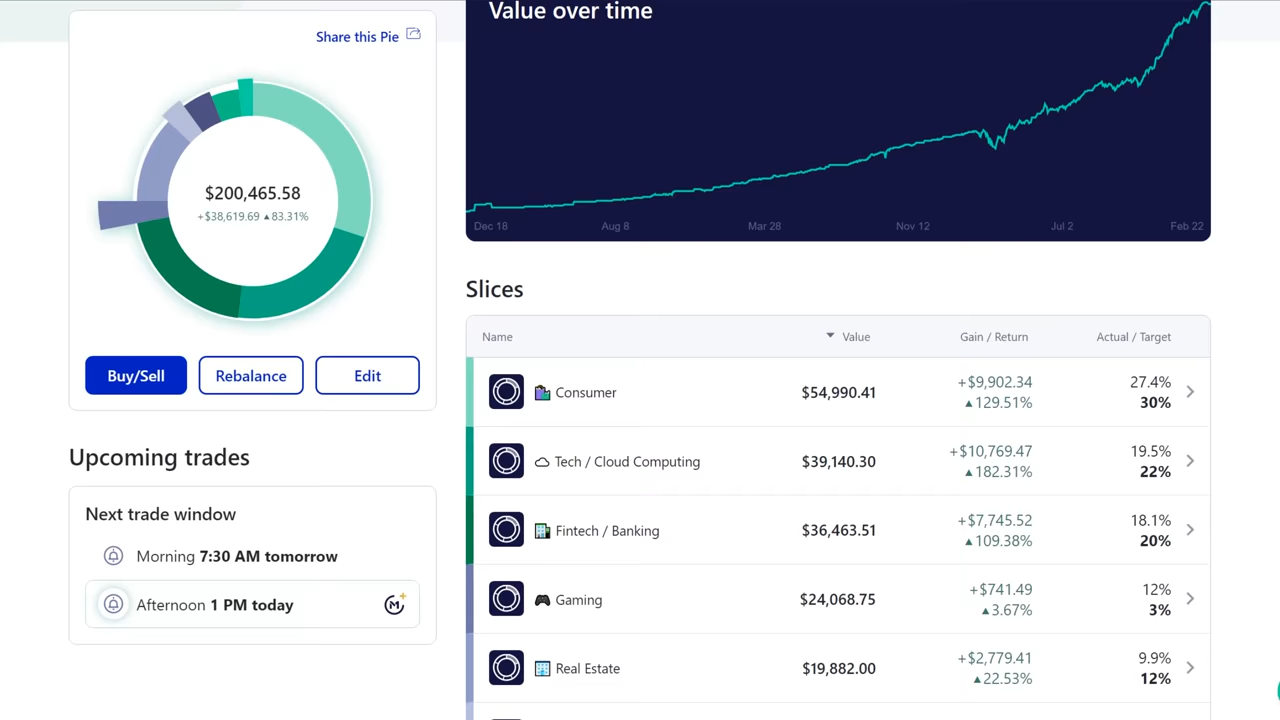 Share this Pie
$200,465.58
+$38,619.69 ▲83.31%
Buy/Sell
Rebalance
Edit
Upcoming trades
Next trade window
Morning 7:30 AM tomorrow
Afternoon 1 PM today
M+
Value over time
Dec 18 Aug 8 Mar 28 Nov 12 Jul 2 Feb 22
Slices
Name ▼ Value Gain / Return Actual / Target
Consumer $54,990.41 +$9,902.34 27.4%
▲129.51% 30%
Tech / Cloud Computing $39,140.30 +$10,769.47 19.5%
▲182.31% 22%
Fintech / Banking $36,463.51 +$7,745.52 18.1%
▲109.38% 20%
Gaming $24,068.75 +$741.49 12%
▲3.67% 3%
Real Estate $19,882.00 +$2,779.41 9.9%
▲22.53% 12%